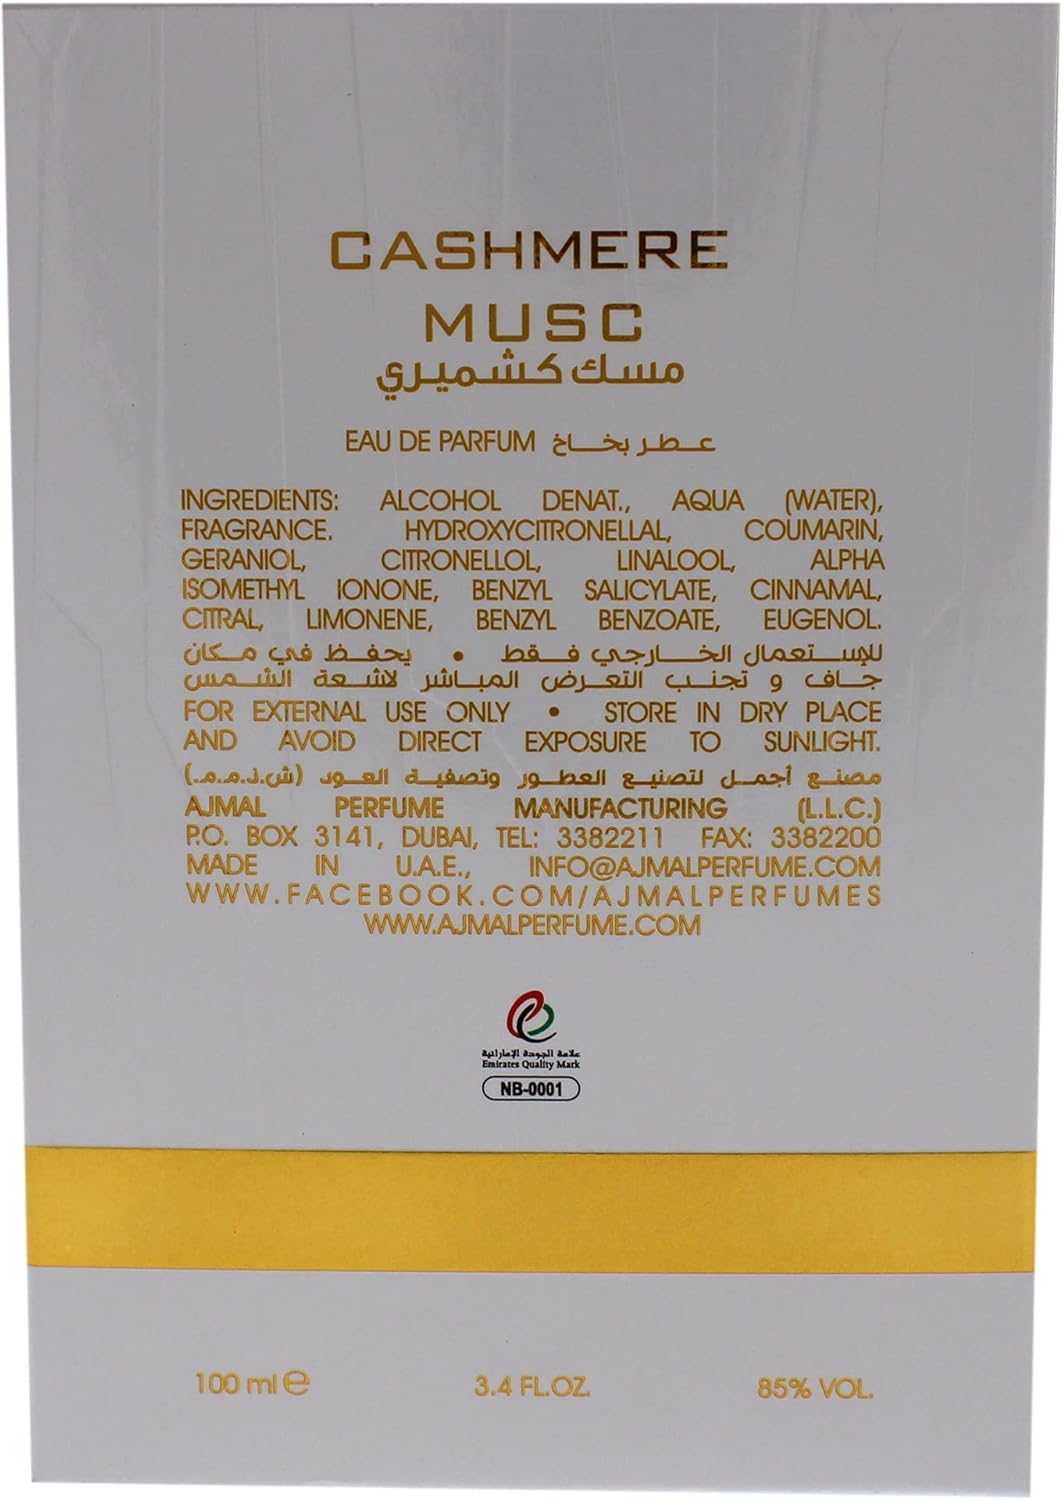 CASHMERE
MUSC
مسك كشميري
EAU DE PARFUM عطر بخاخ
INGREDIENTS: ALCOHOL DENAT., AQUA (WATER),
FRAGRANCE. HYDROXYCITRONELLAL, COUMARIN,
GERANIOL, CITRONELLOL, LINALOOL, ALPHA
ISOMETHYL IONONE, BENZYL SALICYLATE, CINNAMAL,
CITRAL, LIMONENE, BENZYL BENZOATE, EUGENOL.
للإستعمال الخارجي فقط • يحفظ في مكان
جاف و تجنب التعرض المباشر لاشعة الشمس
FOR EXTERNAL USE ONLY • STORE IN DRY PLACE
AND AVOID DIRECT EXPOSURE TO SUNLIGHT.
مصنع أجمل لتصنيع العطور وتصفية العود (ش.ذ.م.م.)
AJMAL PERFUME MANUFACTURING (L.L.C.)
P.O. BOX 3141, DUBAI, TEL: 3382211 FAX: 3382200
MADE IN U.A.E., INFO@AJMALPERFUME.COM
WWW.FACEBOOK.COM/AJMALPERFUMES
WWW.AJMALPERFUME.COM
علامة الجودة الإماراتية
Emirates Quality Mark
NB-0001
100 ml ℮ 3.4 FL.OZ. 85% VOL.